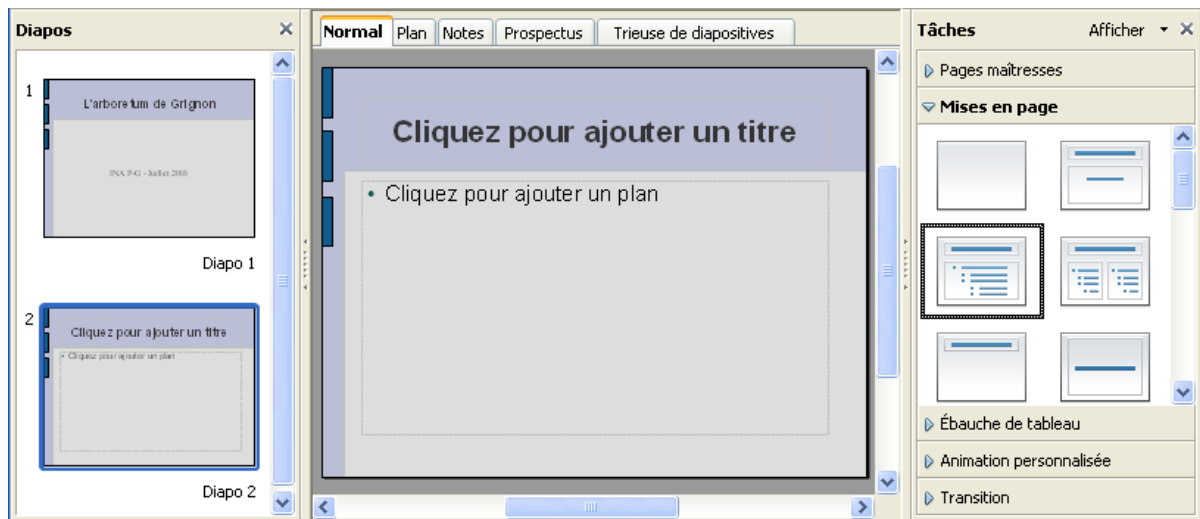 Diapos
1
L'arboretum de Grignon
INA P-G - Juillet 2005
Diapo 1
2
Cliquez pour ajouter un titre
• Cliquez pour ajouter un plan
Diapo 2
Normal Plan Notes Prospectus Trieuse de diapositives
Cliquez pour ajouter un titre
• Cliquez pour ajouter un plan
Tâches Afficher
Pages maîtresses
Mises en page
Ébauche de tableau
Animation personnalisée
Transition